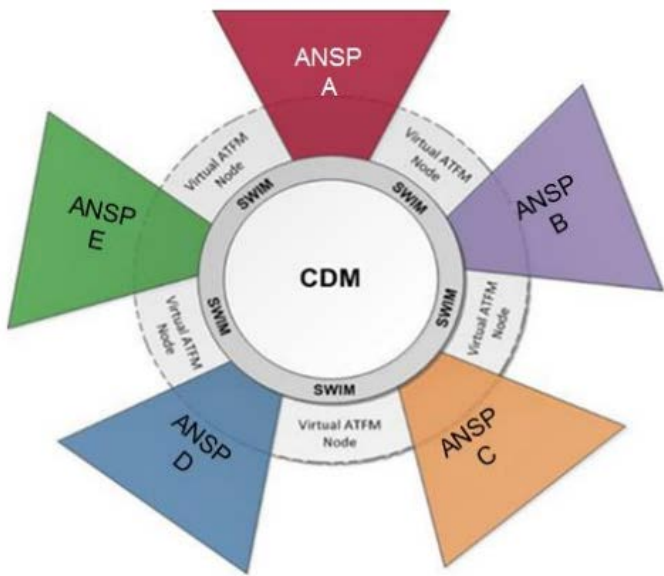 ANSP
A
Virtual ATFM
Node
Virtual ATFM
Node
SWIM
SWIM
ANSP
B
ANSP
E
CDM
Virtual ATFM
Node
SWIM
SWIM
Virtual ATFM
Node
SWIM
Virtual ATFM
Node
ANSP
D
ANSP
C